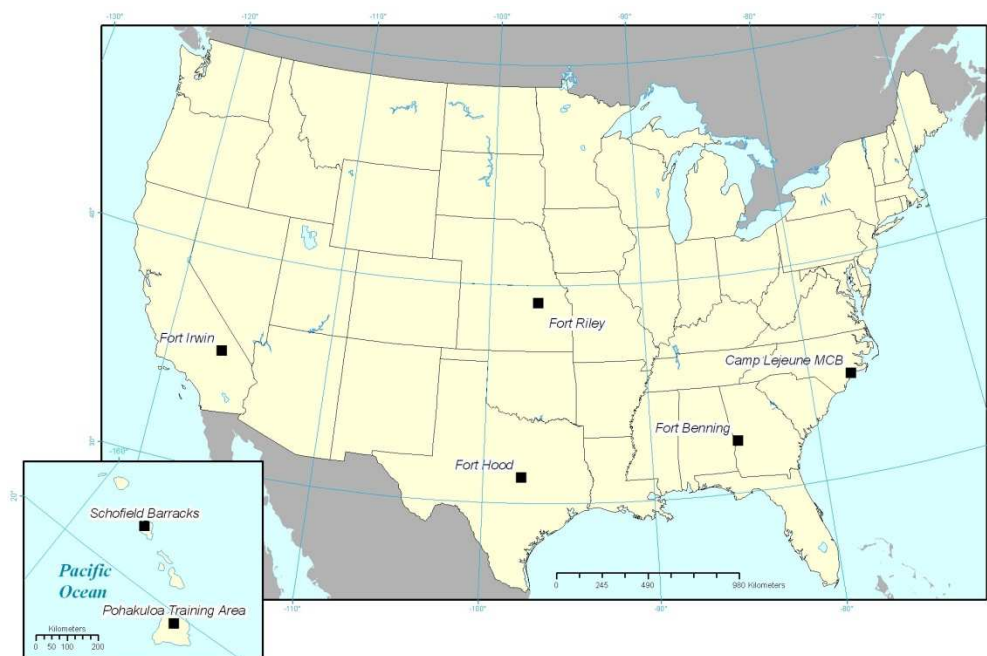 -130°
-120°
-110°
-100°
-90°
-80°
-70°
40°
40°
30°
30°
Fort Irwin
Fort Riley
Camp Lejeune MCB
Fort Benning
Fort Hood
-160°
20°
Schofield Barracks
Pacific
Ocean
Pohakuloa Training Area
Kilometers
0 50 100 200
0 245 490 980 Kilometers
-110°
-100°
-90°
-80°